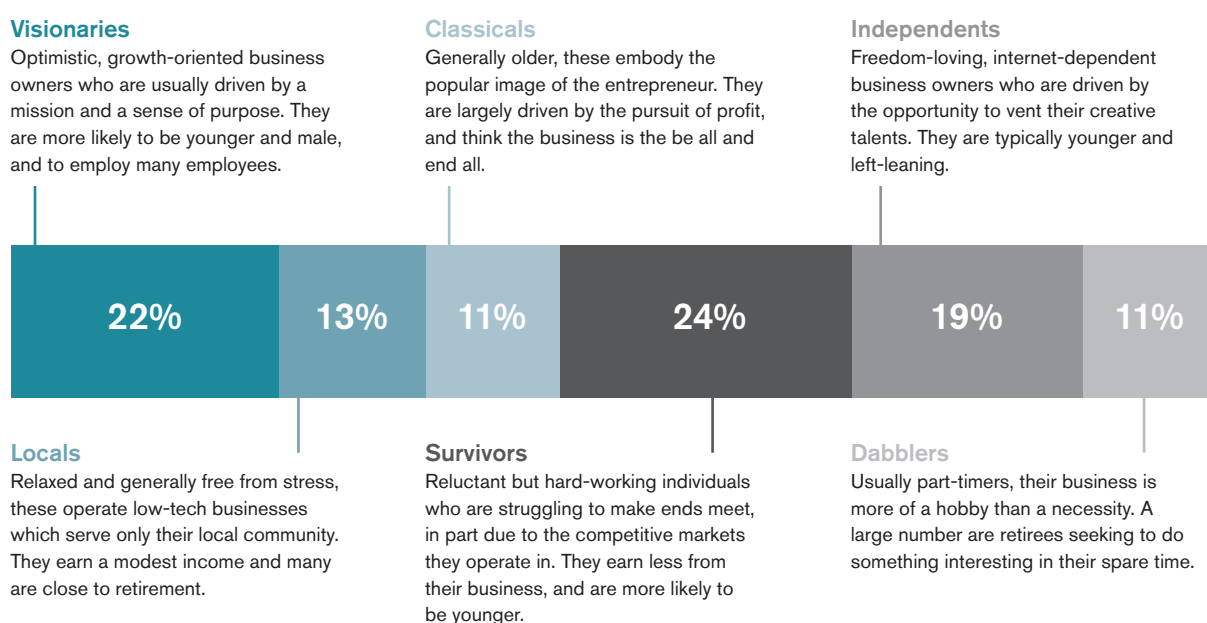 Visionaries
Optimistic, growth-oriented business
owners who are usually driven by a
mission and a sense of purpose. They
are more likely to be younger and male,
and to employ many employees.
Classicals
Generally older, these embody the
popular image of the entrepreneur. They
are largely driven by the pursuit of profit,
and think the business is the be all and
end all.
Independents
Freedom-loving, internet-dependent
business owners who are driven by
the opportunity to vent their creative
talents. They are typically younger and
left-leaning.
22%
13%
11%
24%
19%
11%
Locals
Relaxed and generally free from stress,
these operate low-tech businesses
which serve only their local community.
They earn a modest income and many
are close to retirement.
Survivors
Reluctant but hard-working individuals
who are struggling to make ends meet,
in part due to the competitive markets
they operate in. They earn less from
their business, and are more likely to
be younger.
Dabblers
Usually part-timers, their business is
more of a hobby than a necessity. A
large number are retirees seeking to do
something interesting in their spare time.